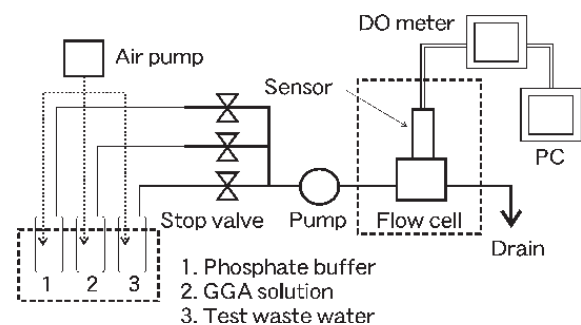 DO meter
Air pump
Sensor
PC
Stop valve
Pump
Flow cell
Drain
1 2 3
1. Phosphate buffer
2. GGA solution
3. Test waste water